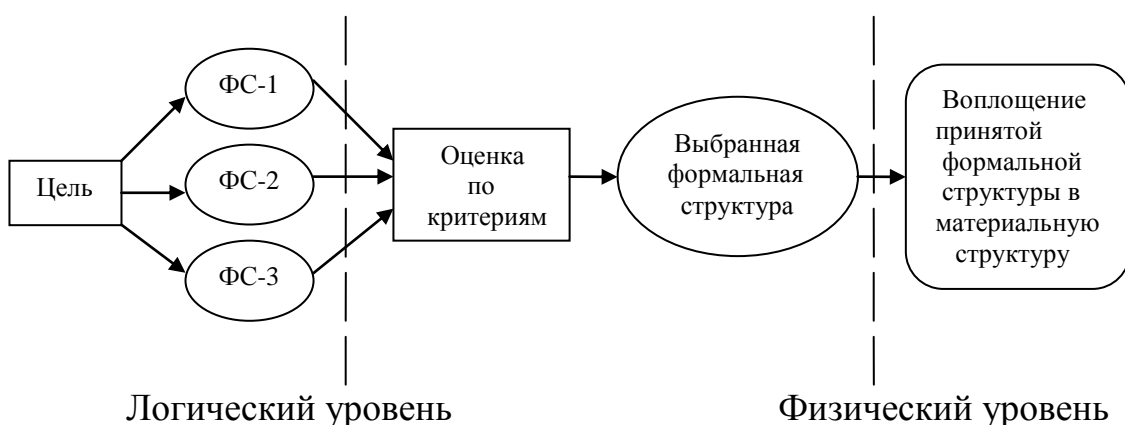 Цель
ФС-1
ФС-2
ФС-3
Оценка
по
критериям
Выбранная
формальная
структура
Воплощение
принятой
формальной
структуры в
материальную
структуру
Логический уровень
Физический уровень